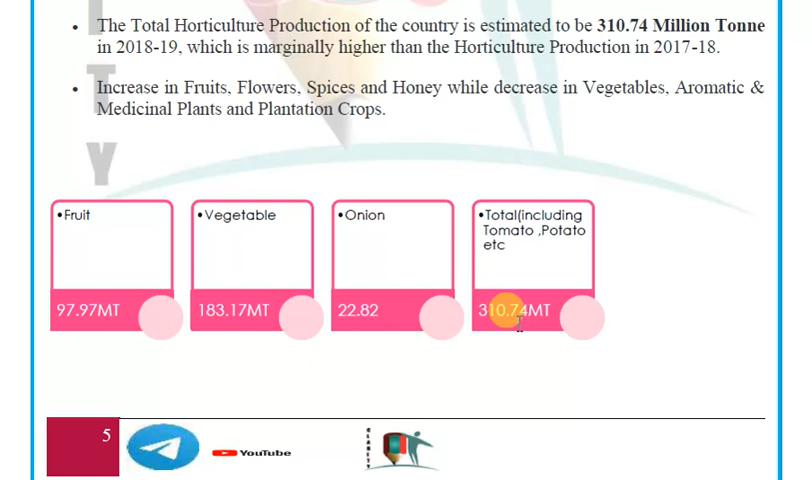 • The Total Horticulture Production of the country is estimated to be 310.74 Million Tonne
in 2018-19, which is marginally higher than the Horticulture Production in 2017-18.
• Increase in Fruits, Flowers, Spices and Honey while decrease in Vegetables, Aromatic &
Medicinal Plants and Plantation Crops.
T
Y
•Fruit
97.97MT
•Vegetable
183.17MT
•Onion
22.82
•Total(including
Tomato ,Potato
etc
310.74MT
5
YouTube
CLARITY